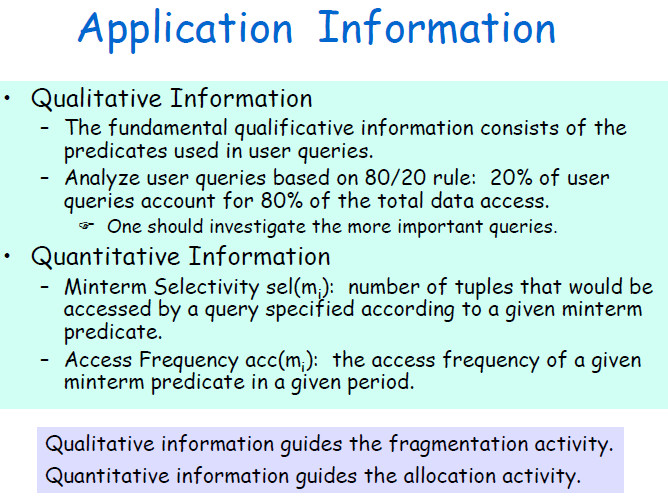 Application Information
• Qualitative Information
– The fundamental qualificative information consists of the
predicates used in user queries.
– Analyze user queries based on 80/20 rule: 20% of user
queries account for 80% of the total data access.
☞ One should investigate the more important queries.
• Quantitative Information
– Minterm Selectivity sel(mi): number of tuples that would be
accessed by a query specified according to a given minterm
predicate.
– Access Frequency acc(mi): the access frequency of a given
minterm predicate in a given period.
Qualitative information guides the fragmentation activity.
Quantitative information guides the allocation activity.